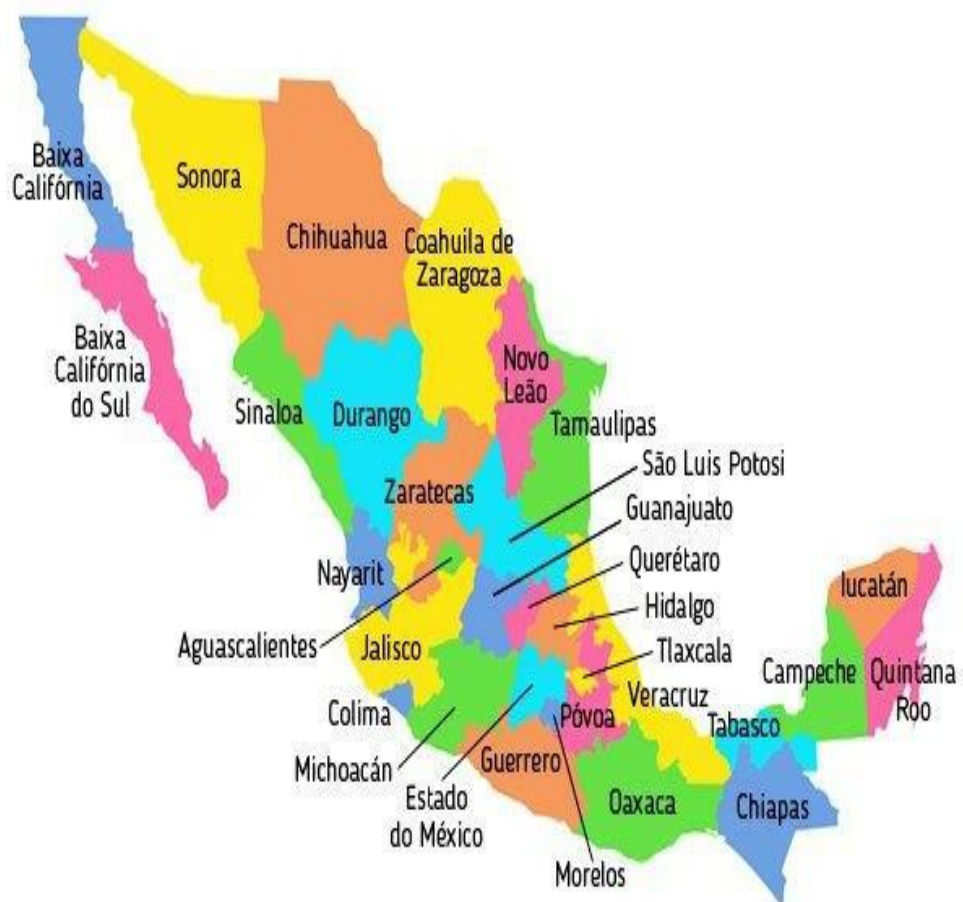 Baixa
Califórnia
Sonora
Chihuahua
Coahuila de
Zaragoza
Baixa
Califórnia
do Sul
Novo
Leão
Sinaloa
Durango
Tamaulipas
São Luis Potosi
Zaratecas
Guanajuato
Nayarit
Querétaro
Iucatán
Hidalgo
Aguascalientes
Jalisco
Tlaxcala
Campeche
Quintana
Roo
Veracruz
Colima
Póvoa
Tabasco
Michoacán
Guerrero
Estado
do México
Oaxaca
Chiapas
Morelos